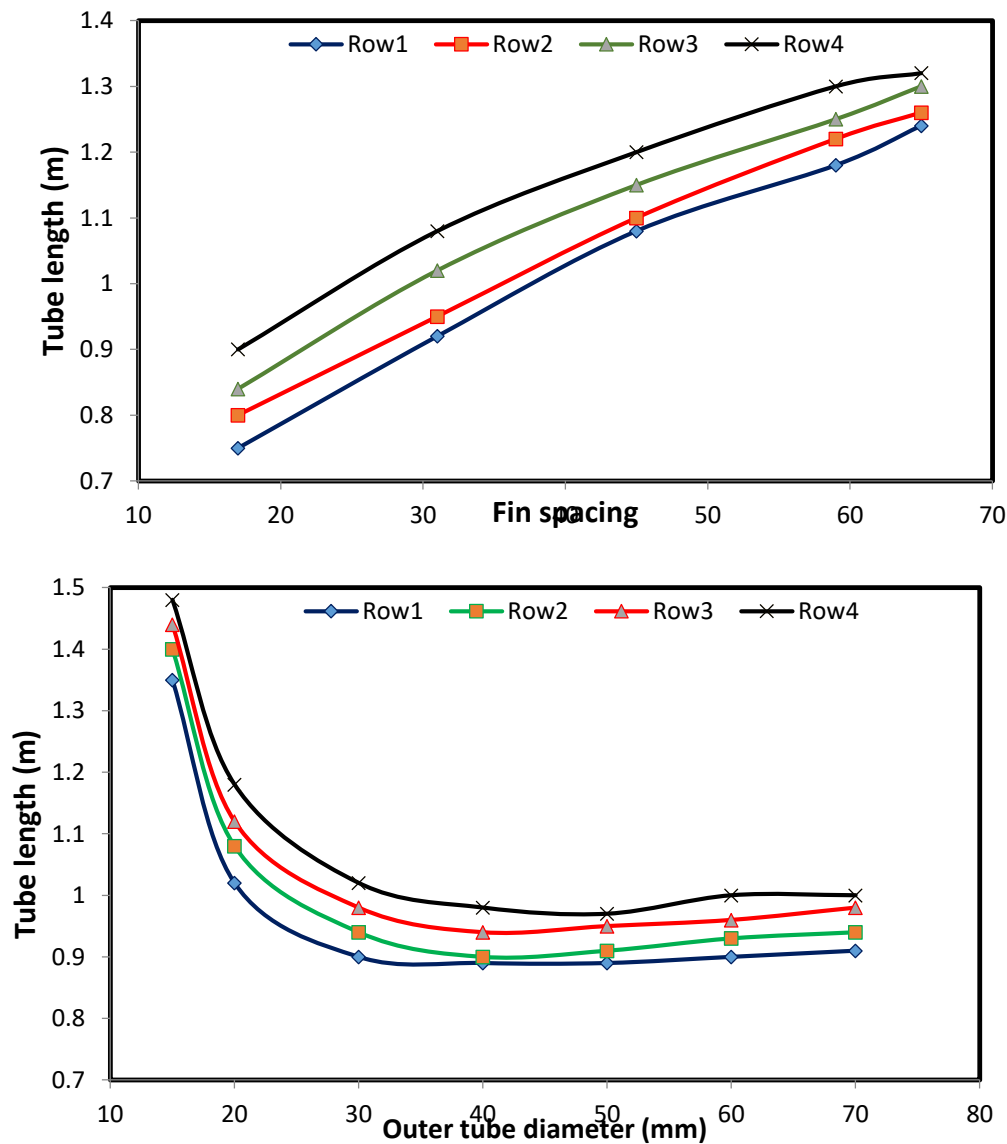 1.4
Row1 Row2 Row3 Row4
1.3
1.2
1.1
1
0.9
0.8
0.7
Tube length (m)
10 20 30 40 50 60 70
Fin spacing
1.5
Row1 Row2 Row3 Row4
1.4
1.3
1.2
1.1
1
0.9
0.8
0.7
Tube length (m)
10 20 30 40 50 60 70 80
Outer tube diameter (mm)